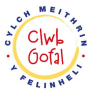 CYLCH MEITHRIN
Clwb
Gofal
Y FELINHELI